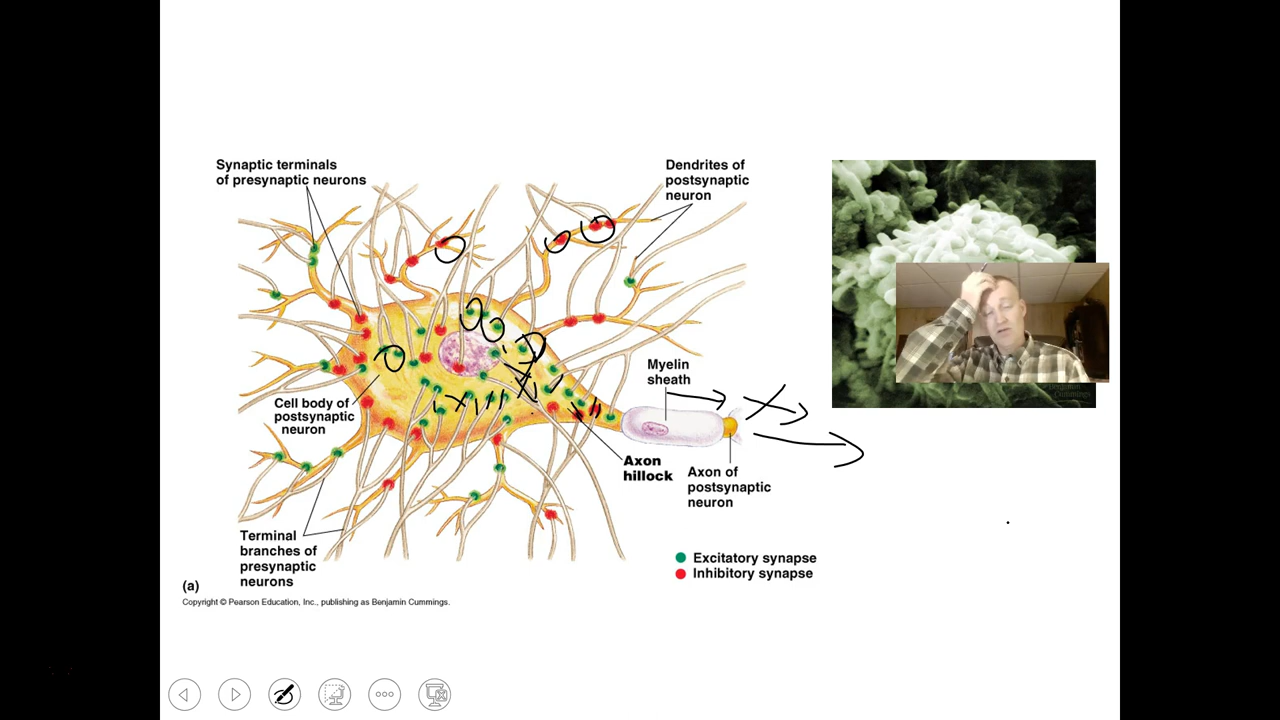 Synaptic terminals
of presynaptic neurons
Dendrites of
postsynaptic
neuron
Myelin
sheath
Cell body of
postsynaptic
neuron
Axon
hillock
Axon of
postsynaptic
neuron
Terminal
branches of
presynaptic
neurons
Excitatory synapse
Inhibitory synapse
(a)
Copyright © Pearson Education, Inc., publishing as Benjamin Cummings.
Cummings